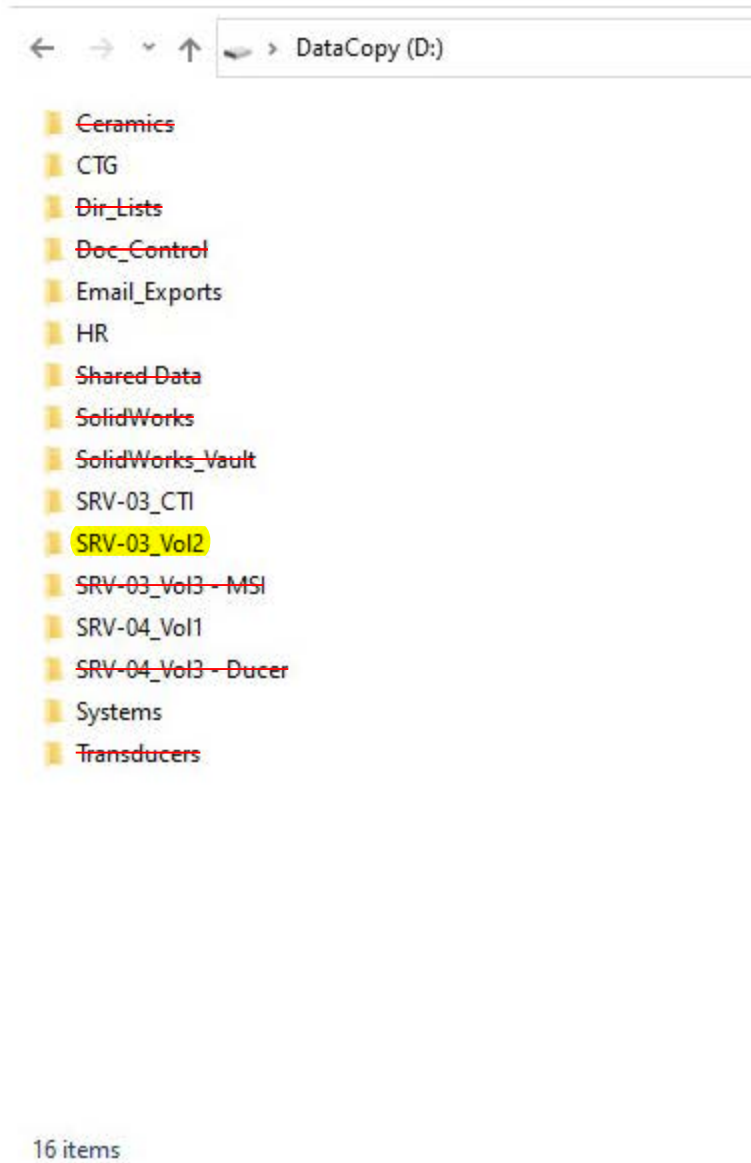 DataCopy (D:)
Ceramics
CTG
Dir_Lists
Doc_Control
Email_Exports
HR
Shared Data
SolidWorks
SolidWorks_Vault
SRV-03_CTI
SRV-03_Vol2
SRV-03_Vol3 - MSI
SRV-04_Vol1
SRV-04_Vol3 - Ducer
Systems
Transducers
16 items